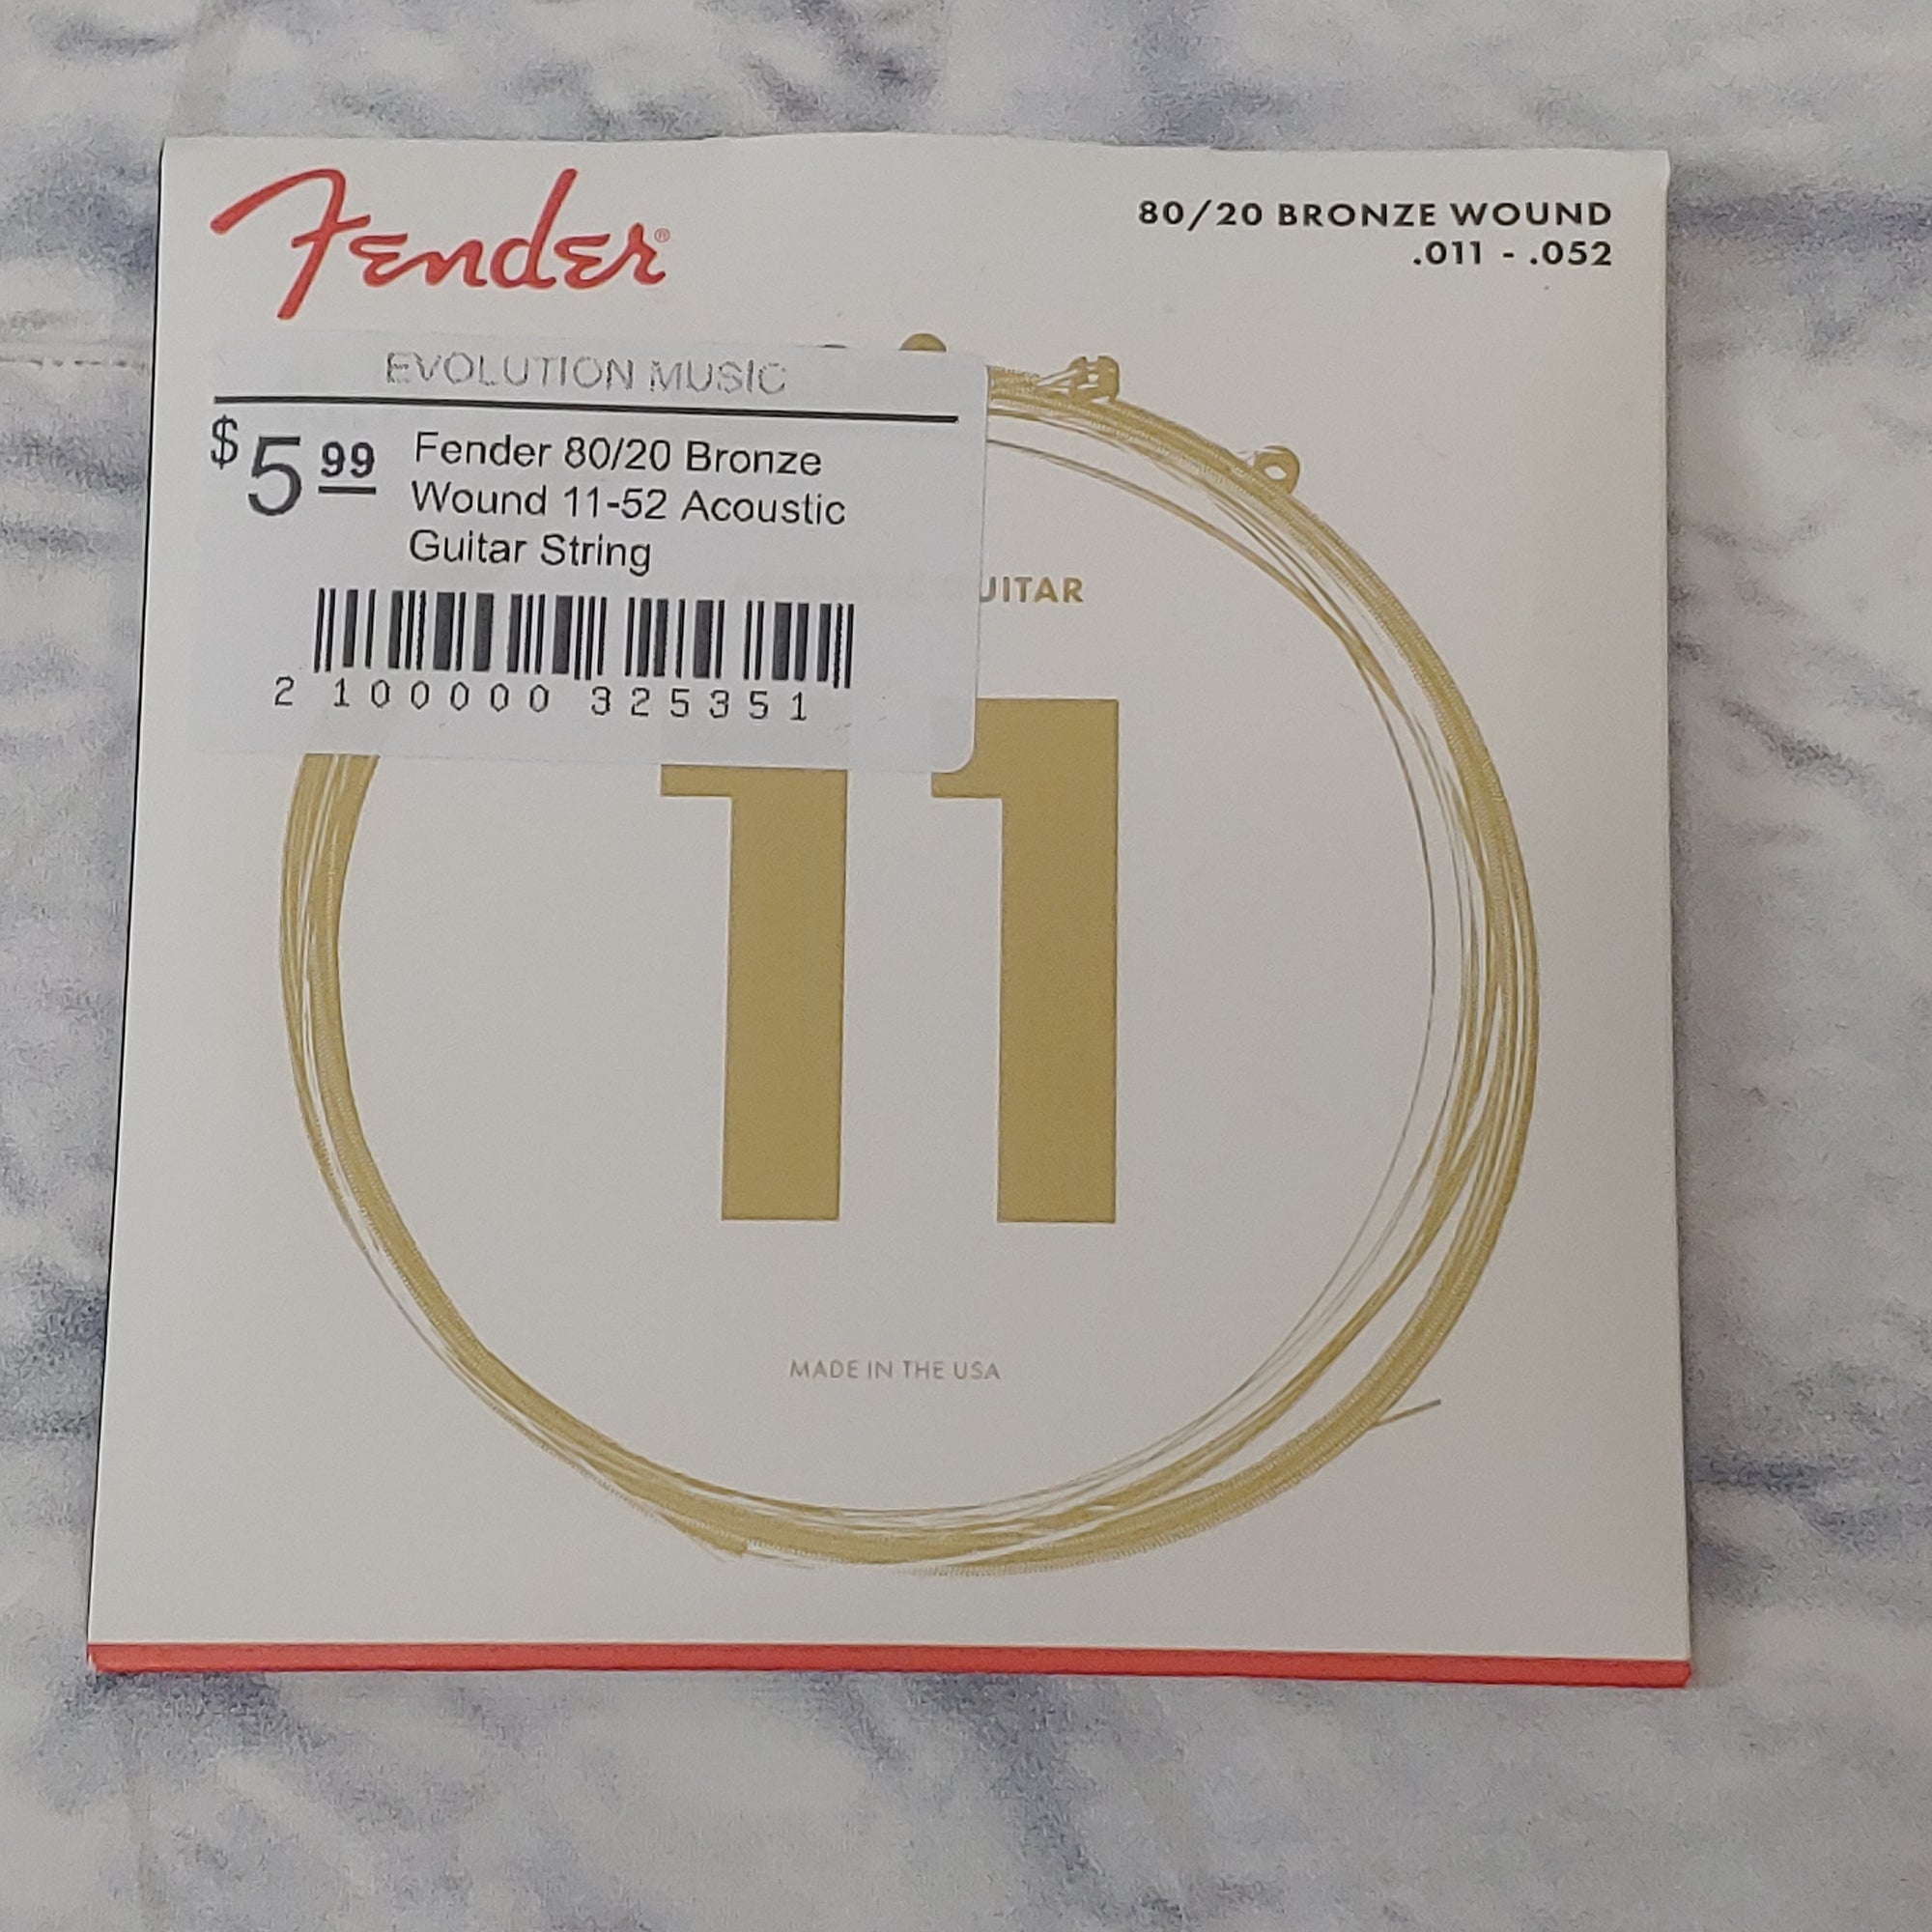 Fender®
80/20 BRONZE WOUND
.011 - .052
EVOLUTION MUSIC
$5 99
Fender 80/20 Bronze
Wound 11-52 Acoustic
Guitar String
2 100000 325351
11
MADE IN THE USA